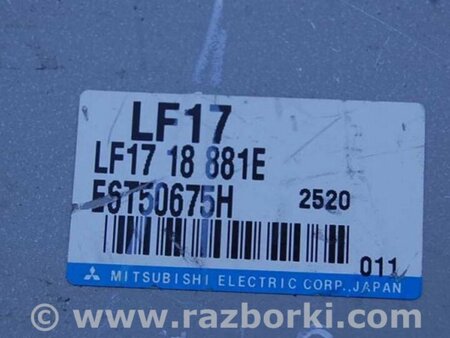 LF17
LF17 18 881E
E6T50675H 2520
011
MITSUBISHI ELECTRIC CORP., JAPAN
© www.razborki.com